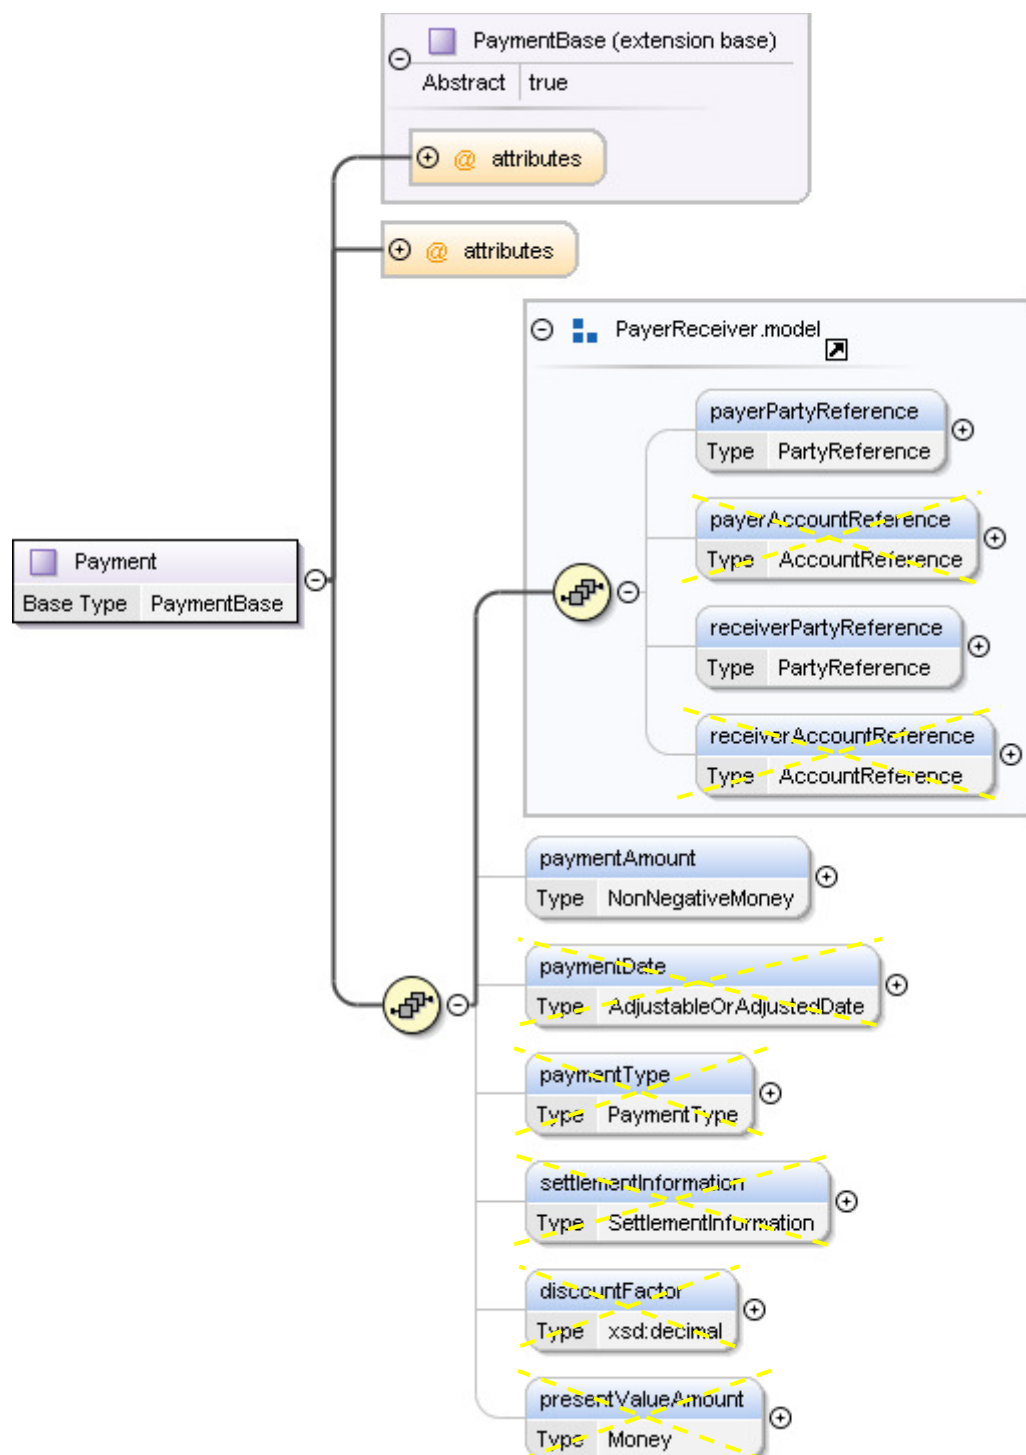 PaymentBase (extension base)
Abstract true
@ attributes
@ attributes
PayerReceiver.model
payerPartyReference
Type PartyReference
payerAccountReference
Type AccountReference
Payment
Base Type PaymentBase
receiverPartyReference
Type PartyReference
receiverAccountReference
Type AccountReference
paymentAmount
Type NonNegativeMoney
paymentDate
Type AdjustableOrAdjustedDate
paymentType
Type PaymentType
settlementInformation
Type SettlementInformation
discountFactor
Type xsd:decimal
presentValueAmount
Type Money